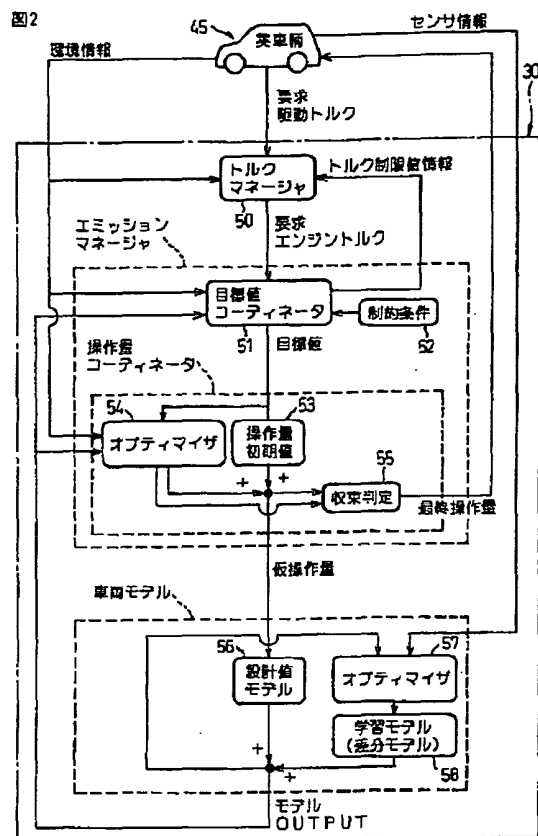 図2
45
センサ情報
環境情報
英車輌
30
要求
駆動トルク
トルク
マネージャ
50
トルク制限値情報
エミッション
マネージャ
要求
エンジントルク
目標値
コーディネータ
51
制約条件
52
目標値
操作量
コーディネータ
54
53
オプティマイザ
操作量
初期値
55
収束判定
+
+
最終操作量
仮操作量
車両モデル
56
57
設計値
モデル
オプティマイザ
学習モデル
(差分モデル)
58
+
+
モデル
OUTPUT